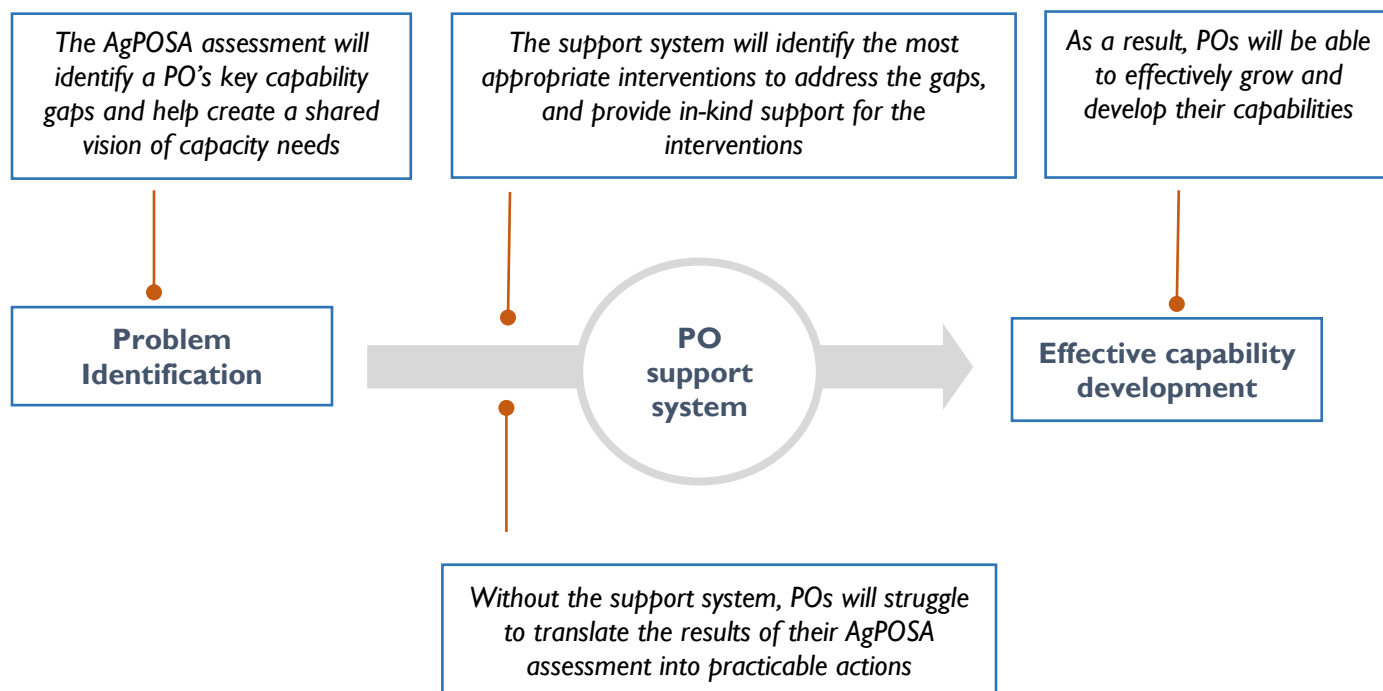 The AgPOSA assessment will
identify a PO’s key capability
gaps and help create a shared
vision of capacity needs
The support system will identify the most
appropriate interventions to address the gaps,
and provide in-kind support for the
interventions
As a result, POs will be able
to effectively grow and
develop their capabilities
Problem
Identification
PO
support
system
Effective capability
development
Without the support system, POs will struggle
to translate the results of their AgPOSA
assessment into practicable actions